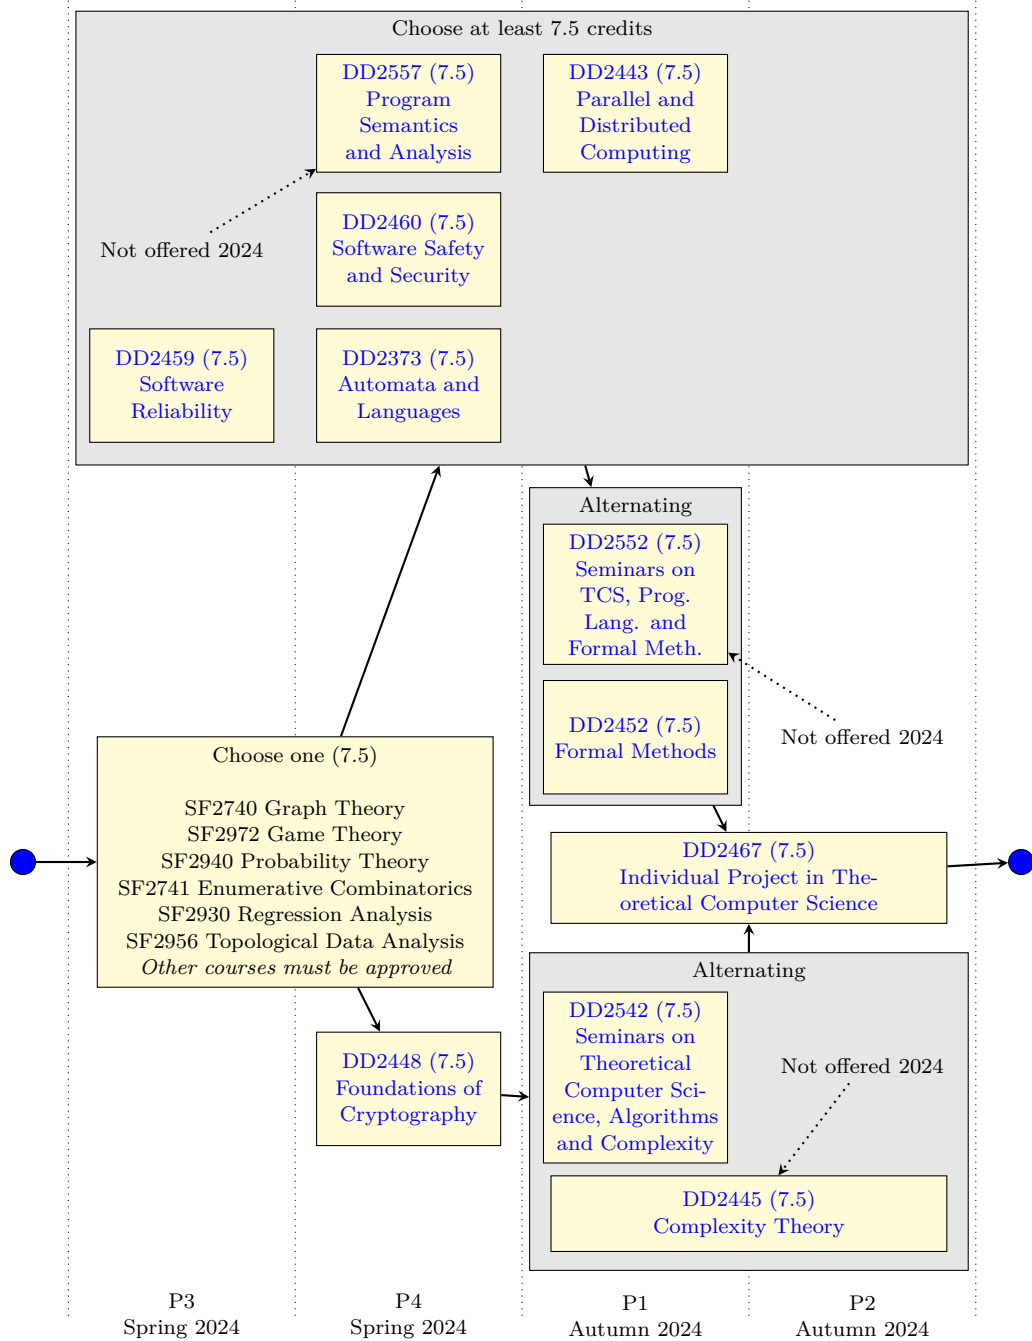 Choose at least 7.5 credits
DD2557 (7.5)
Program
Semantics
and Analysis
DD2443 (7.5)
Parallel and
Distributed
Computing
Not offered 2024
DD2460 (7.5)
Software Safety
and Security
DD2459 (7.5)
Software
Reliability
DD2373 (7.5)
Automata and
Languages
Alternating
DD2552 (7.5)
Seminars on
TCS, Prog.
Lang. and
Formal Meth.
DD2452 (7.5)
Formal Methods
Not offered 2024
Choose one (7.5)
SF2740 Graph Theory
SF2972 Game Theory
SF2940 Probability Theory
SF2741 Enumerative Combinatorics
SF2930 Regression Analysis
SF2956 Topological Data Analysis
Other courses must be approved
DD2467 (7.5)
Individual Project in The-
oretical Computer Science
DD2448 (7.5)
Foundations of
Cryptography
Alternating
DD2542 (7.5)
Seminars on
Theoretical
Computer Sci-
ence, Algorithms
and Complexity
Not offered 2024
DD2445 (7.5)
Complexity Theory
P3
Spring 2024
P4
Spring 2024
P1
Autumn 2024
P2
Autumn 2024